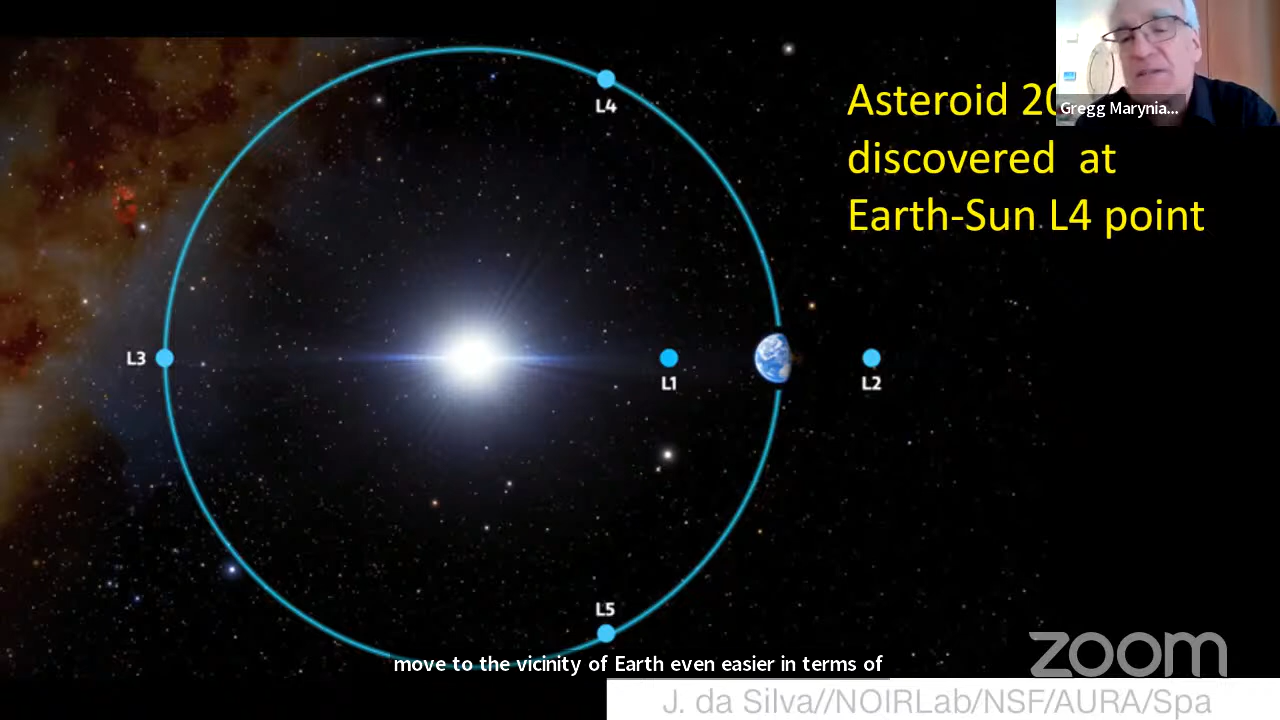 Asteroid 20
discovered at
Earth-Sun L4 point
Gregg Marynia...
L4
L3
L1
L2
L5
move to the vicinity of Earth even easier in terms of
zoom
J. da Silva//NOIRLab/NSF/AURA/Spa